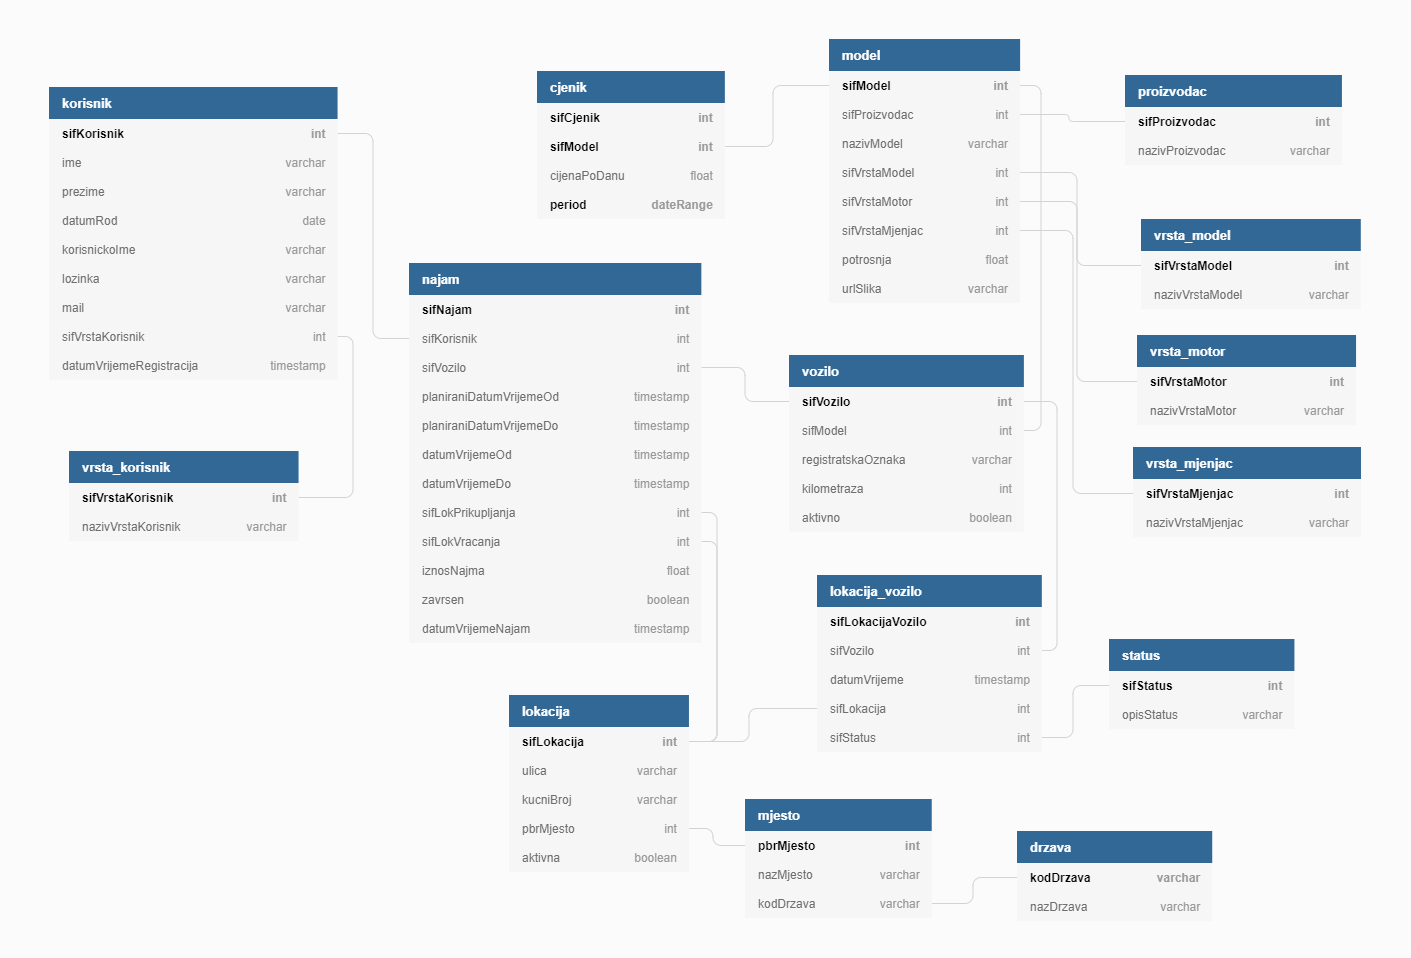 korisnik
sifKorisnik int
ime varchar
prezime varchar
datumRod date
korisnickoIme varchar
lozinka varchar
mail varchar
sifVrstaKorisnik int
datumVrijemeRegistracija timestamp
vrsta_korisnik
sifVrstaKorisnik int
nazivVrstaKorisnik varchar
cjenik
sifCjenik int
sifModel int
cijenaPoDanu float
period dateRange
najam
sifNajam int
sifKorisnik int
sifVozilo int
planiraniDatumVrijemeOd timestamp
planiraniDatumVrijemeDo timestamp
datumVrijemeOd timestamp
datumVrijemeDo timestamp
sifLokPrikupljanja int
sifLokVracanja int
iznosNajma float
zavrsen boolean
datumVrijemeNajam timestamp
lokacija
sifLokacija int
ulica varchar
kucniBroj varchar
pbrMjesto int
aktivna boolean
model
sifModel int
sifProizvodac int
nazivModel varchar
sifVrstaModel int
sifVrstaMotor int
sifVrstaMjenjac int
potrosnja float
urlSlika varchar
vozilo
sifVozilo int
sifModel int
registratskaOznaka varchar
kilometraza int
aktivno boolean
lokacija_vozilo
sifLokacijaVozilo int
sifVozilo int
datumVrijeme timestamp
sifLokacija int
sifStatus int
mjesto
pbrMjesto int
nazMjesto varchar
kodDrzava varchar
proizvodac
sifProizvodac int
nazivProizvodac varchar
vrsta_model
sifVrstaModel int
nazivVrstaModel varchar
vrsta_motor
sifVrstaMotor int
nazivVrstaMotor varchar
vrsta_mjenjac
sifVrstaMjenjac int
nazivVrstaMjenjac varchar
status
sifStatus int
opisStatus varchar
drzava
kodDrzava varchar
nazDrzava varchar